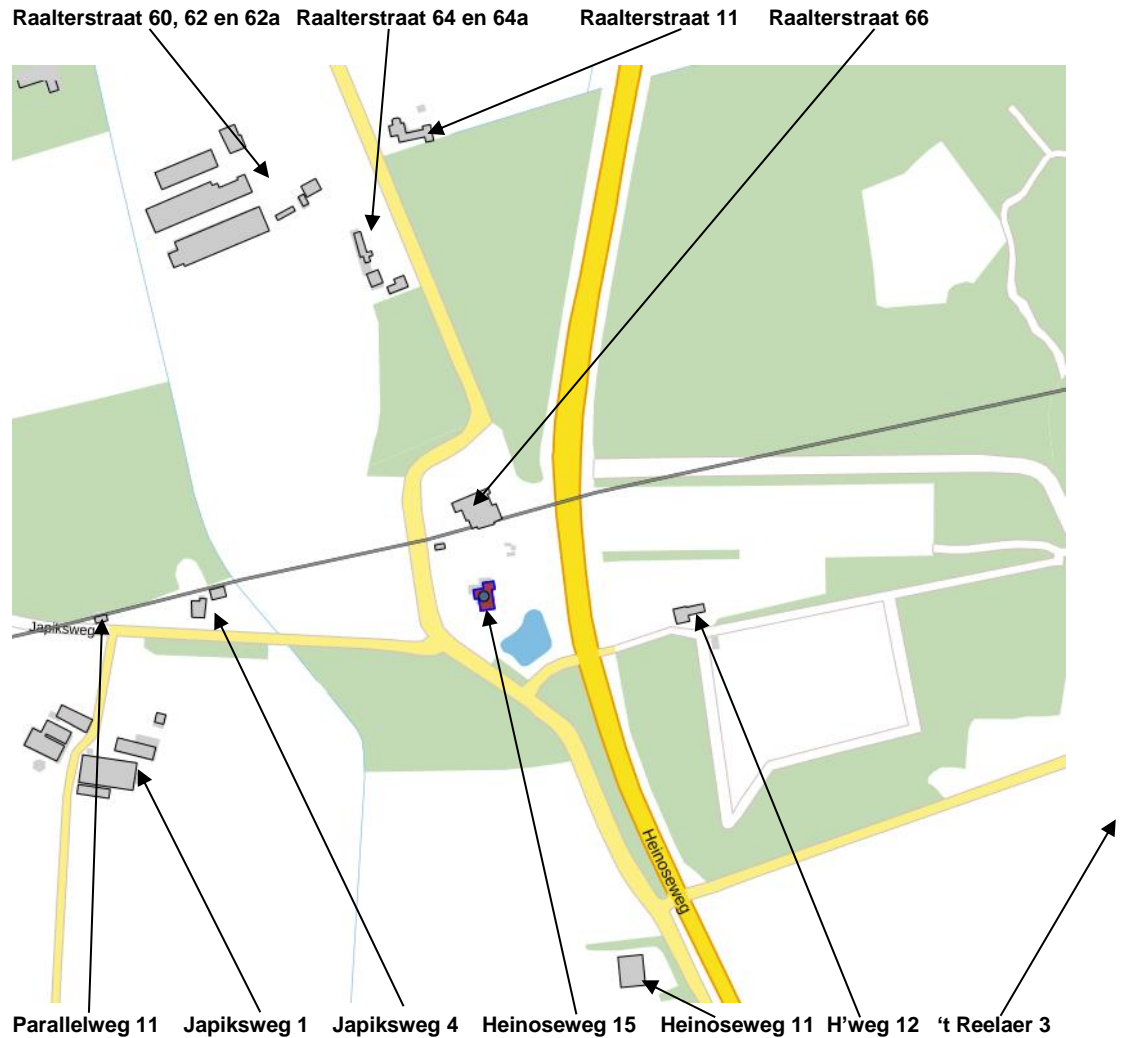 Raalterstraat 60, 62 en 62a Raalterstraat 64 en 64a Raalterstraat 11 Raalterstraat 66
Japiksweg
Heinoseweg
Parallelweg 11 Japiksweg 1 Japiksweg 4 Heinoseweg 15 Heinoseweg 11 H’weg 12 ‘t Reelaer 3